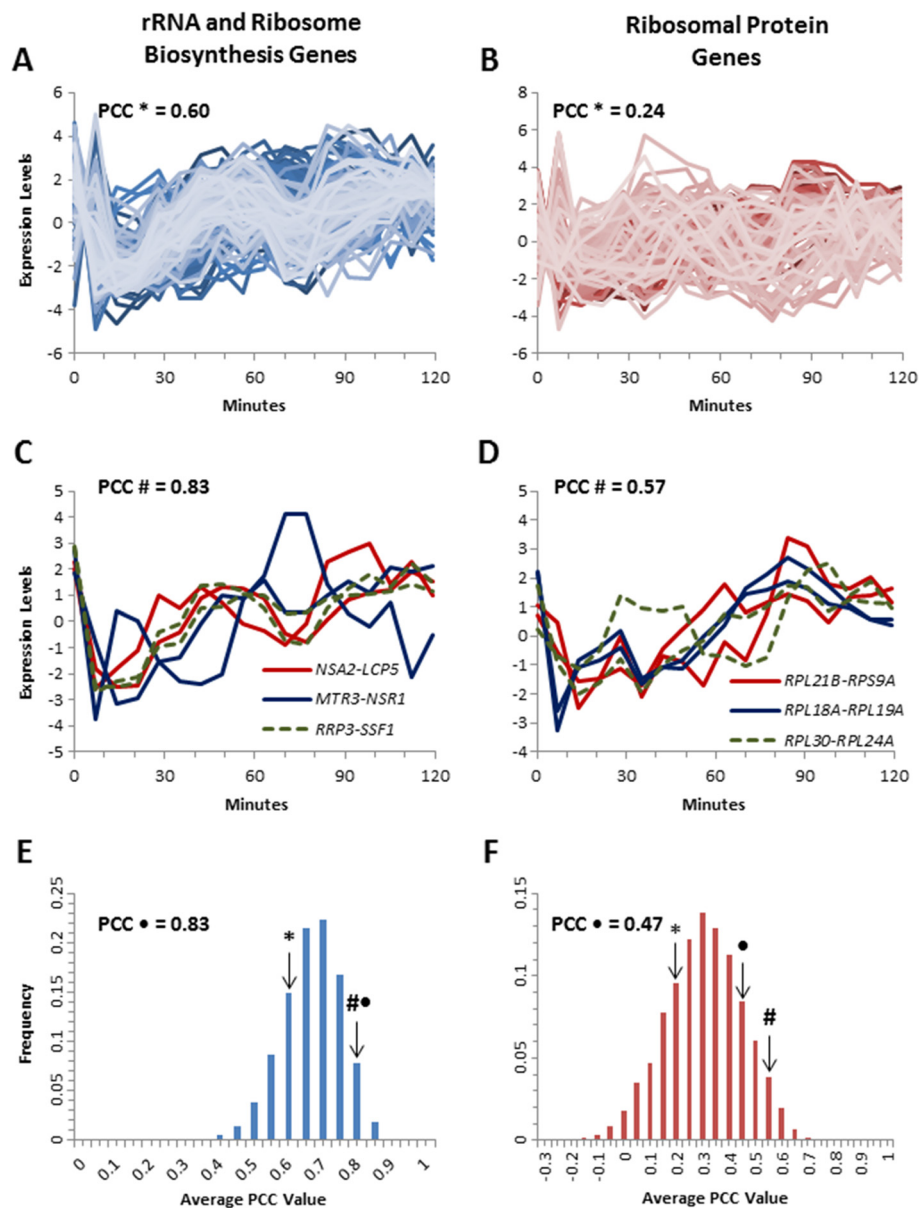 rRNA and Ribosome
Biosynthesis Genes
Ribosomal Protein
Genes
A
PCC * = 0.60
Expression Levels
6
4
2
0
-2
-4
-6
0 30 60 90 120
Minutes
B
PCC * = 0.24
8
6
4
2
0
-2
-4
-6
0 30 60 90 120
Minutes
C
PCC # = 0.83
Expression Levels
5
4
3
2
1
0
-1
-2
-3
-4
-5
NSA2-LCP5
MTR3-NSR1
RRP3-SSF1
0 30 60 90 120
Minutes
D
PCC # = 0.57
5
4
3
2
1
0
-1
-2
-3
-4
RPL21B-RPS9A
RPL18A-RPL19A
RPL30-RPL24A
0 30 60 90 120
Minutes
E
PCC ● = 0.83
*
#●
Frequency
0.25
0.2
0.15
0.1
0.05
0
0 0.1 0.2 0.3 0.4 0.5 0.6 0.7 0.8 0.9 1
Average PCC Value
F
PCC ● = 0.47
*
●
#
0.15
0.1
0.05
0
-0.3 -0.2 -0.1 0 0.1 0.2 0.3 0.4 0.5 0.6 0.7 0.8 0.9 1
Average PCC Value